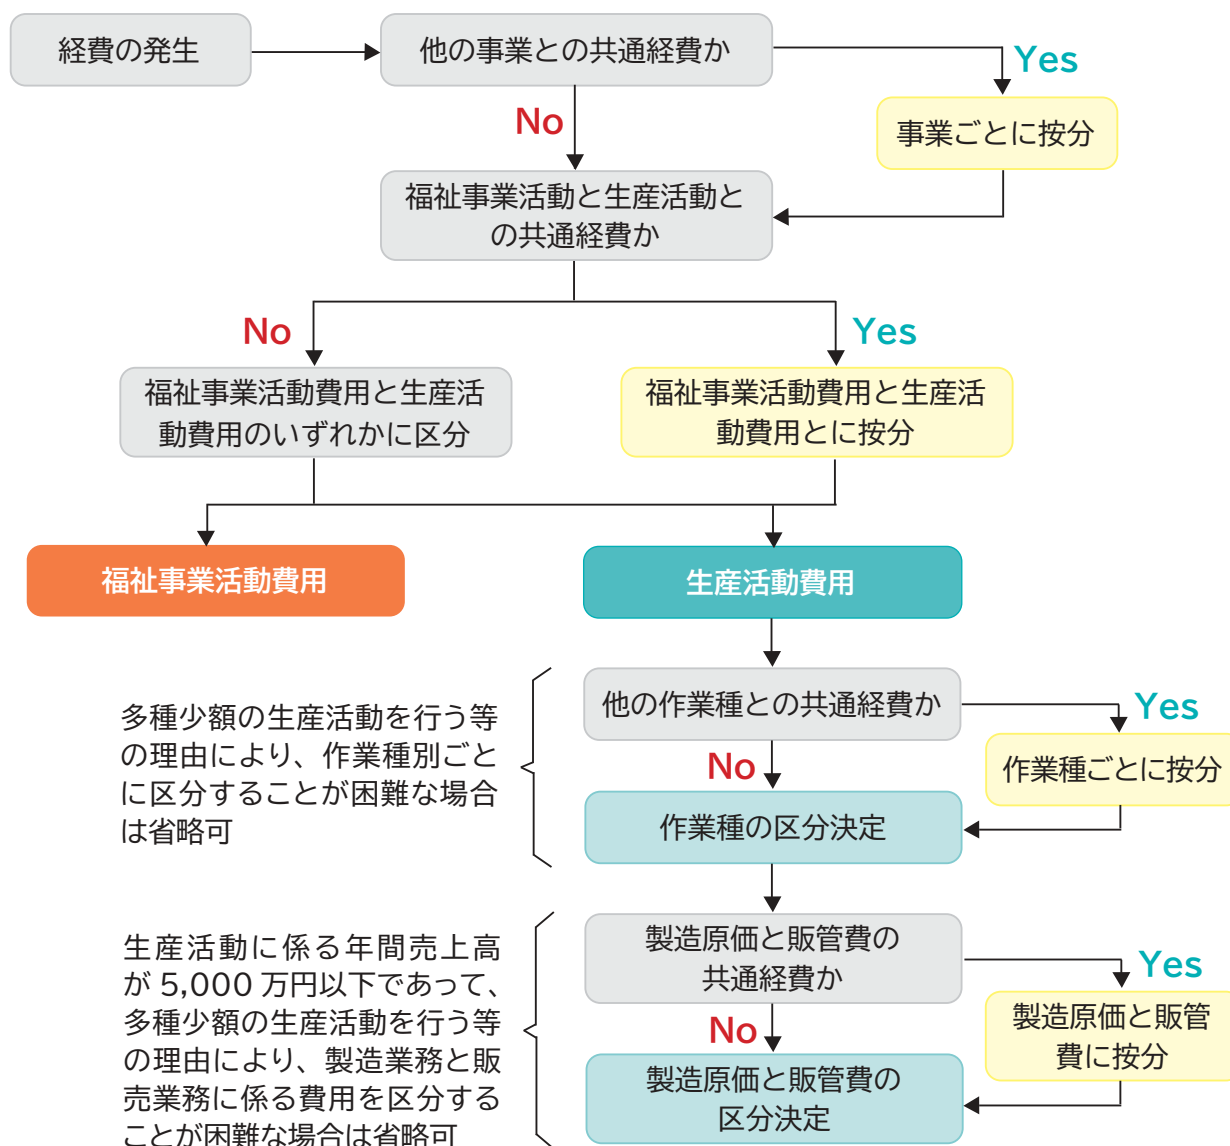 経費の発生
他の事業との共通経費か
Yes
No
事業ごとに按分
福祉事業活動と生産活動と
の共通経費か
No
Yes
福祉事業活動費用と生産活
動費用のいずれかに区分
福祉事業活動費用と生産活
動費用とに按分
福祉事業活動費用
生産活動費用
他の作業種との共通経費か
Yes
多種少額の生産活動を行う等
の理由により、作業種別ごと
に区分することが困難な場合
は省略可
No
作業種ごとに按分
作業種の区分決定
製造原価と販管費の
共通経費か
Yes
生産活動に係る年間売上高
が 5,000 万円以下であって、
多種少額の生産活動を行う等
の理由により、製造業務と販
売業務に係る費用を区分する
ことが困難な場合は省略可
No
製造原価と販管
費に按分
製造原価と販管費の
区分決定